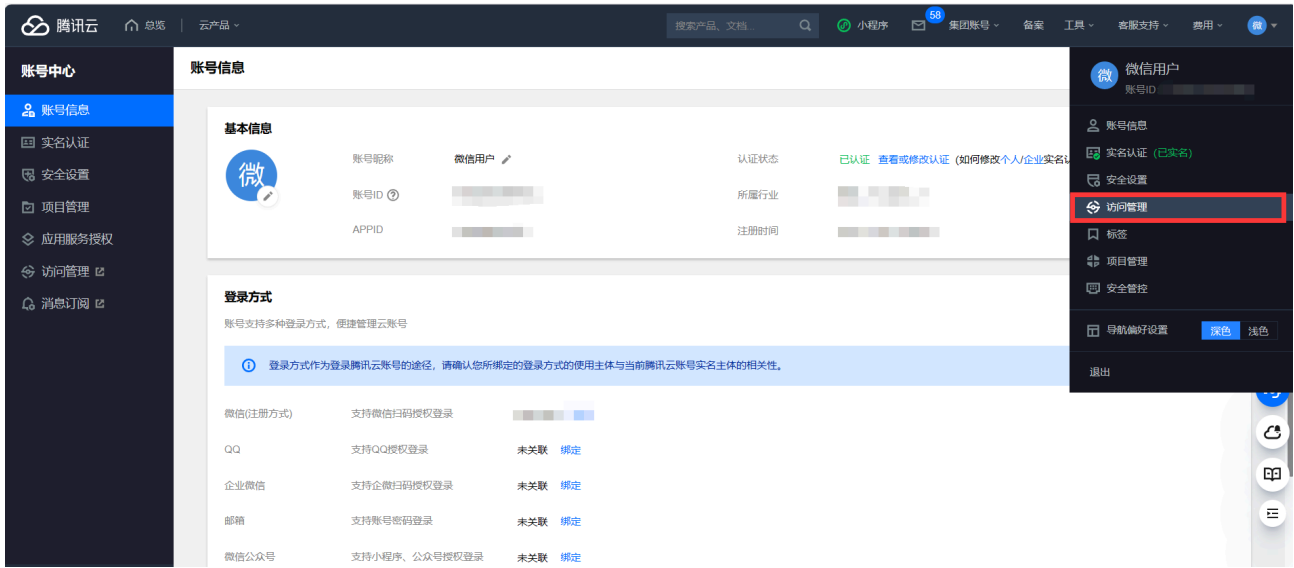 腾讯云 总览 云产品 搜索产品、文档... 小程序 58 集团账号 备案 工具 客服支持 费用 微
账号中心
账号信息
实名认证
安全设置
项目管理
应用服务授权
访问管理
消息订阅
账号信息
基本信息
微
账号昵称 微信用户 认证状态 已认证 查看或修改认证 (如何修改个人/企业实名认
账号ID 所属行业
APPID 注册时间
登录方式
账号支持多种登录方式，便捷管理云账号
登录方式作为登录腾讯云账号的途径，请确认您所绑定的登录方式的使用主体与当前腾讯云账号实名主体的相关性。
微信(注册方式) 支持微信扫码授权登录
QQ 支持QQ授权登录 未关联 绑定
企业微信 支持企微扫码授权登录 未关联 绑定
邮箱 支持账号密码登录 未关联 绑定
微信公众号 支持小程序、公众号授权登录 未关联 绑定
微 微信用户
账号ID
账号信息
实名认证 (已实名)
安全设置
访问管理
标签
项目管理
安全管控
导航偏好设置 深色 浅色
退出